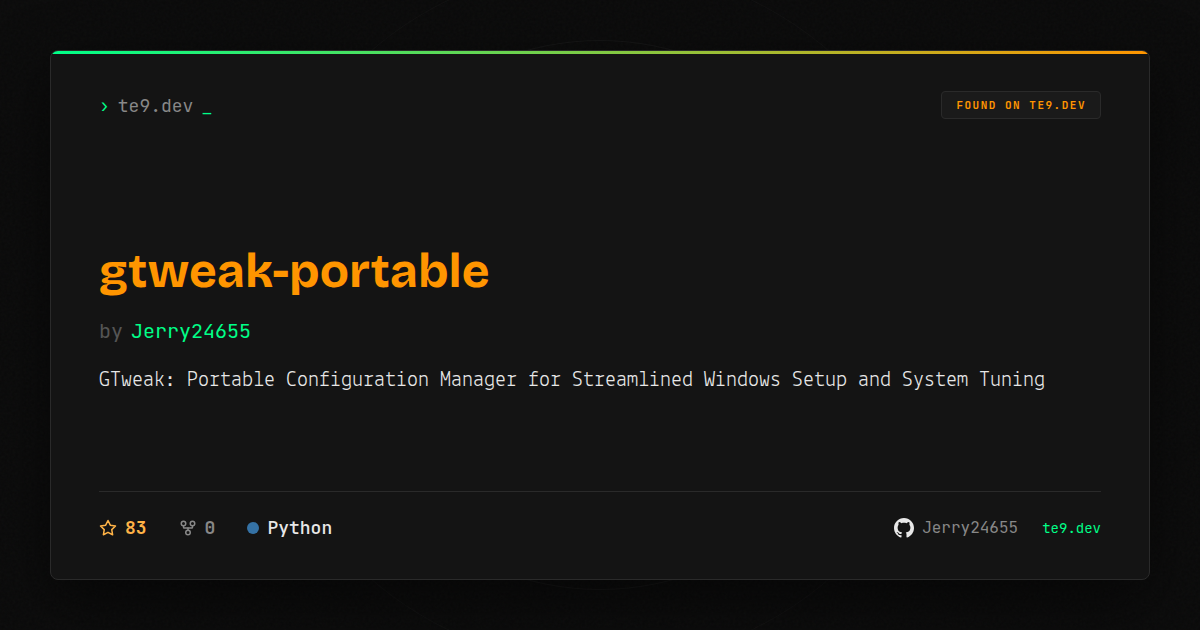 › te9.dev _
FOUND ON TE9.DEV
gtweak-portable
by Jerry24655
GTweak: Portable Configuration Manager for Streamlined Windows Setup and System Tuning
83 0 Python
Jerry24655 te9.dev